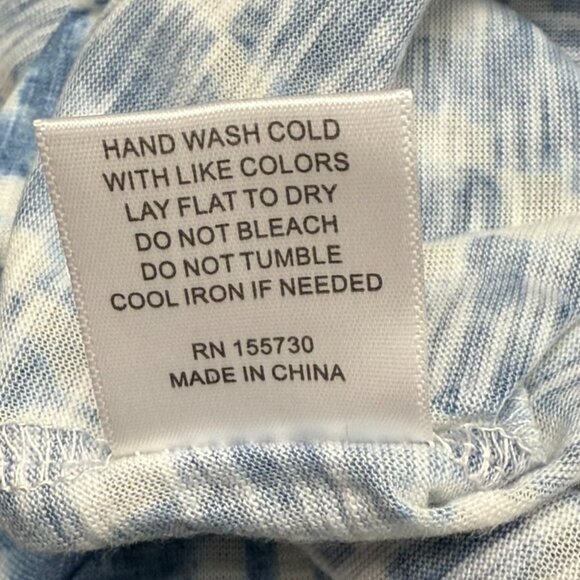 HAND WASH COLD
WITH LIKE COLORS
LAY FLAT TO DRY
DO NOT BLEACH
DO NOT TUMBLE
COOL IRON IF NEEDED
RN 155730
MADE IN CHINA